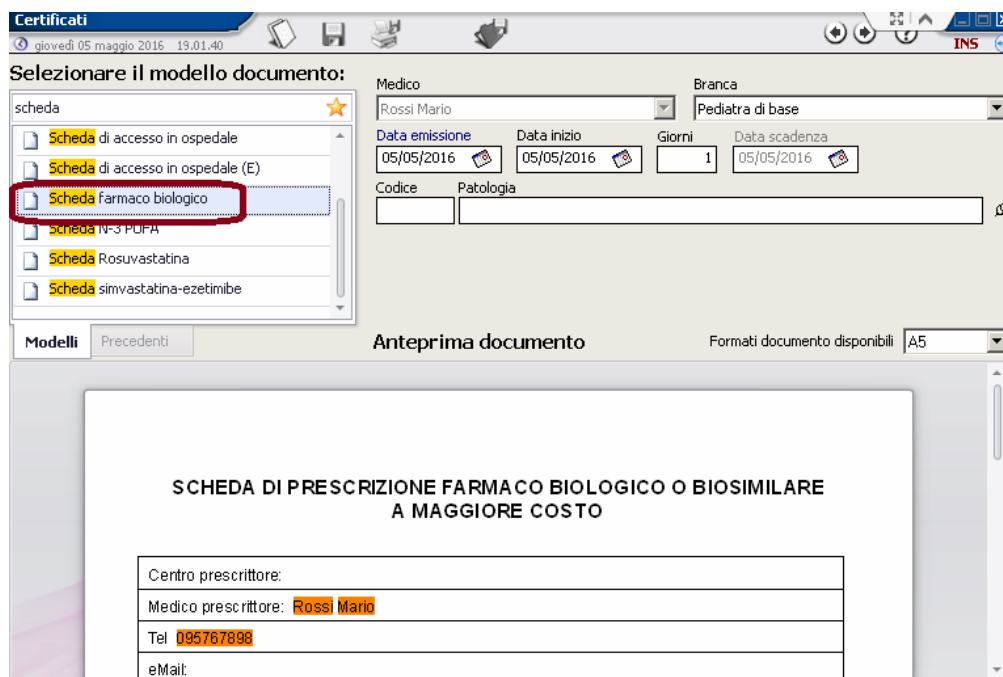 Certificati
giovedì 05 maggio 2016 19.01.40
INS
Selezionare il modello documento:
scheda
Scheda di accesso in ospedale
Scheda di accesso in ospedale (E)
Scheda farmaco biologico
Scheda N-3 PUFA
Scheda Rosuvastatina
Scheda simvastatina-ezetimibe
Medico
Branca
Rossi Mario
Pediatra di base
Data emissione
Data inizio
Giorni
Data scadenza
05/05/2016
05/05/2016
1
05/05/2016
Codice
Patologia
Modelli
Precedenti
Anteprima documento
Formati documento disponibili
A5
SCHEDA DI PRESCRIZIONE FARMACO BIOLOGICO O BIOSIMILARE
A MAGGIORE COSTO
Centro prescrittore:
Medico prescrittore: Rossi Mario
Tel 095767898
eMail: